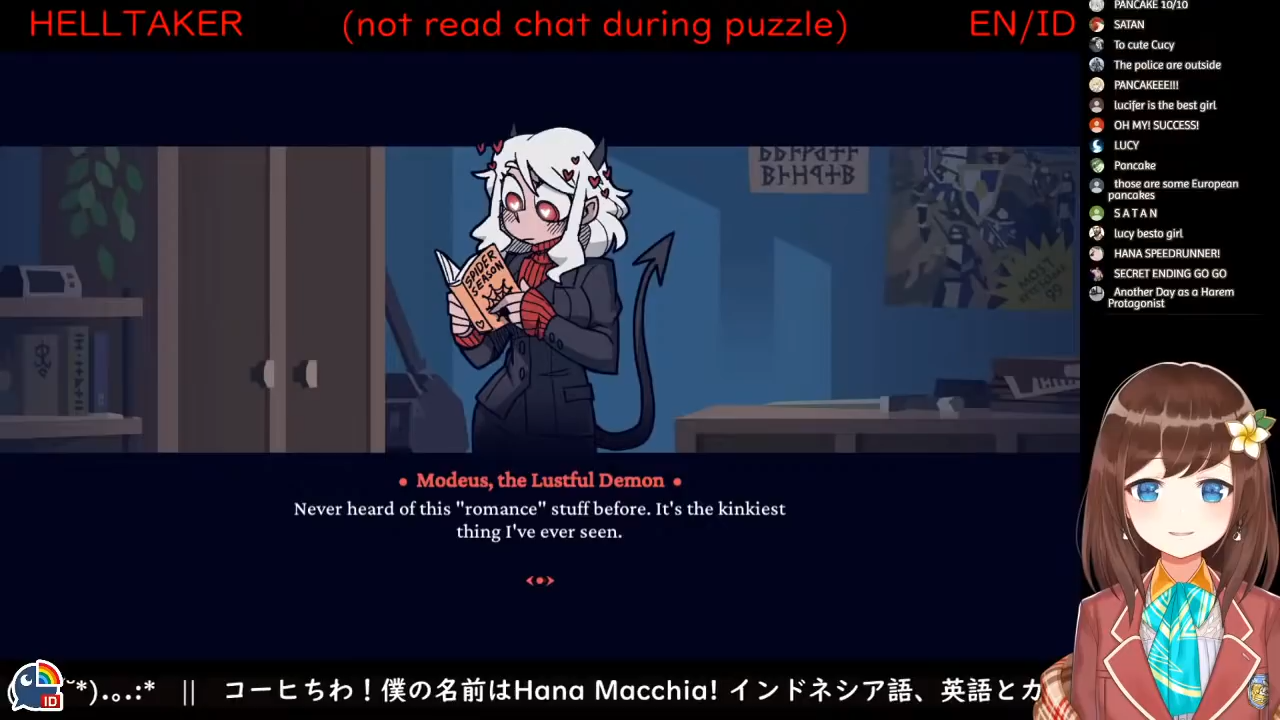 HELLTAKER (not read chat during puzzle) EN/ID
PANCAKE 10/10
SATAN
To cute Cucy
The police are outside
PANCAKEEE!!!
lucifer is the best girl
OH MY! SUCCESS!
LUCY
Pancake
those are some European
pancakes
S A T A N
lucy besto girl
HANA SPEEDRUNNER!
SECRET ENDING GO GO
Another Day as a Harem
Protagonist
SPIDER
SEASON
• Modeus, the Lustful Demon •
Never heard of this "romance" stuff before. It's the kinkiest
thing I've ever seen.
ID
˘*).｡.:* || コーヒちわ！僕の名前はHana Macchia! インドネシア語、英語とカ